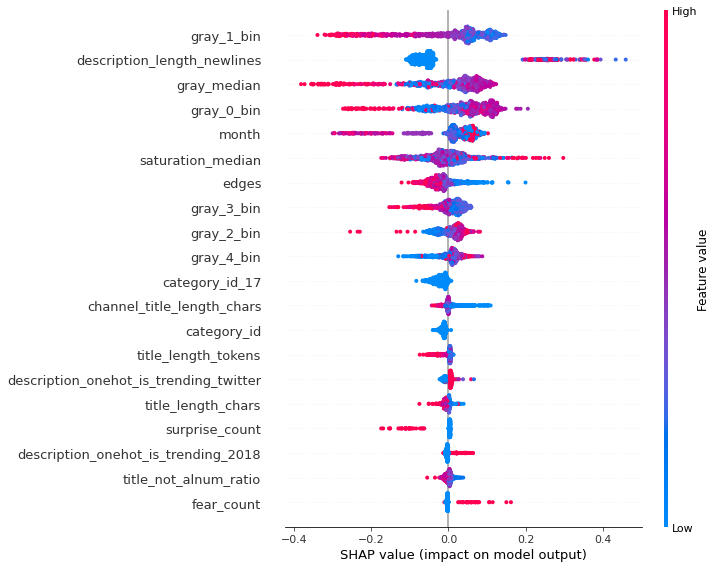 High
gray_1_bin
description_length_newlines
gray_median
gray_0_bin
month
saturation_median
edges
gray_3_bin
gray_2_bin
gray_4_bin
category_id_17
channel_title_length_chars
category_id
title_length_tokens
description_onehot_is_trending_twitter
title_length_chars
surprise_count
description_onehot_is_trending_2018
title_not_alnum_ratio
fear_count
Feature value
Low
−0.4 −0.2 0.0 0.2 0.4
SHAP value (impact on model output)